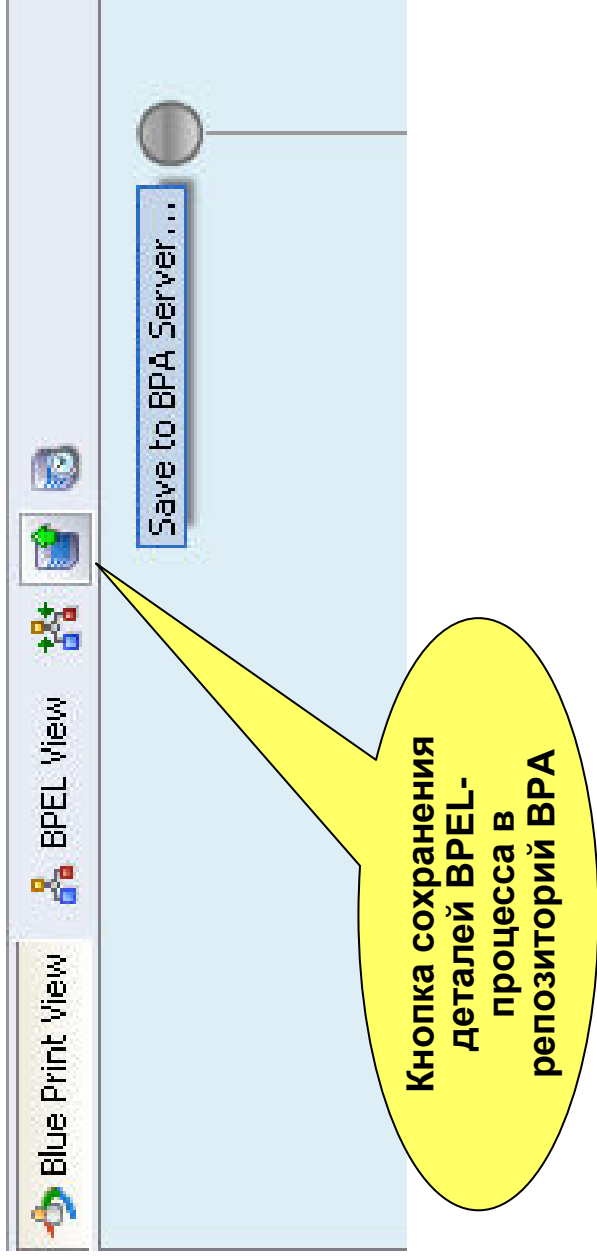 Blue Print View
BPEL View
Save to BPA Server...
Кнопка сохранения
деталей BPEL-
процесса в
репозиторий BPA